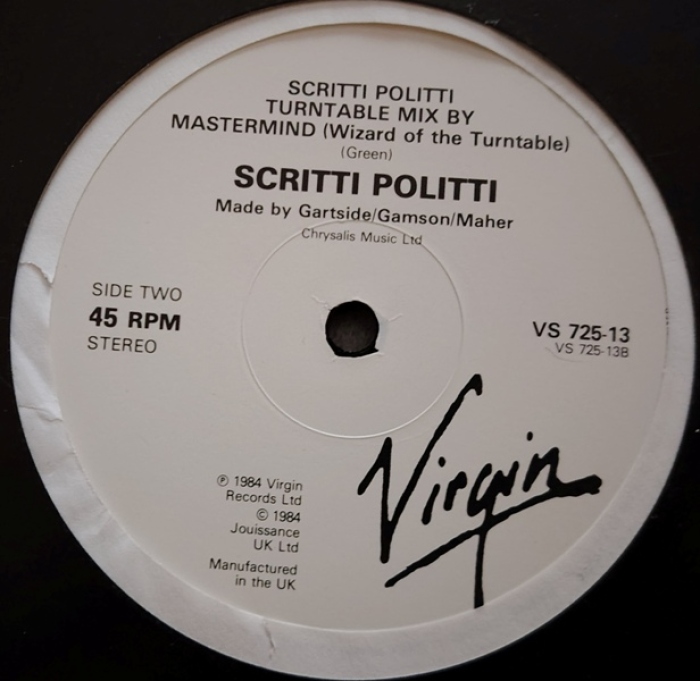 SCRITTI POLITTI
TURNTABLE MIX BY
MASTERMIND (Wizard of the Turntable)
(Green)
SCRITTI POLITTI
Made by Gartside/Gamson/Maher
Chrysalis Music Ltd
SIDE TWO
45 RPM
STEREO
VS 725-13
VS 725-13B
℗ 1984 Virgin
Records Ltd
© 1984
Jouissance
UK Ltd
Manufactured
in the UK
Virgin